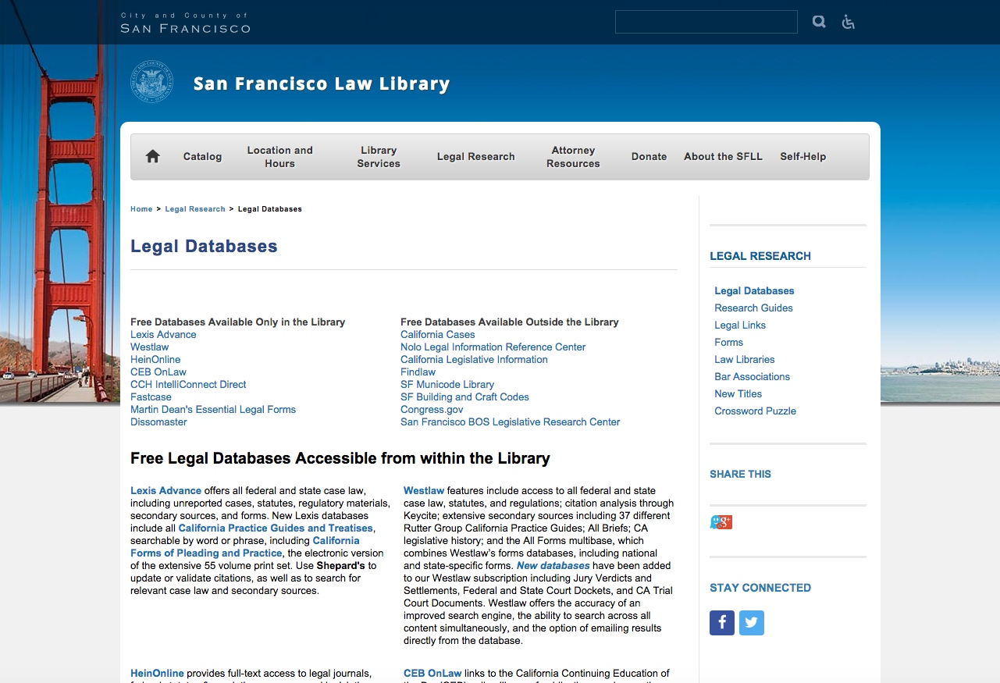 City and County of
SAN FRANCISCO
San Francisco Law Library
Catalog
Location and
Hours
Library
Services
Legal Research
Attorney
Resources
Donate
About the SFLL
Self-Help
Home > Legal Research > Legal Databases
Legal Databases
Free Databases Available Only in the Library
Lexis Advance
Westlaw
HeinOnline
CEB OnLaw
CCH IntelliConnect Direct
Fastcase
Martin Dean's Essential Legal Forms
Dissomaster
Free Databases Available Outside the Library
California Cases
Nolo Legal Information Reference Center
California Legislative Information
Findlaw
SF Municode Library
SF Building and Craft Codes
Congress.gov
San Francisco BOS Legislative Research Center
Free Legal Databases Accessible from within the Library
Lexis Advance offers all federal and state case law,
including unreported cases, statutes, regulatory materials,
secondary sources, and forms. New Lexis databases
include all California Practice Guides and Treatises,
searchable by word or phrase, including California
Forms of Pleading and Practice, the electronic version
of the extensive 55 volume print set. Use Shepard's to
update or validate citations, as well as to search for
relevant case law and secondary sources.
Westlaw features include access to all federal and state
case law, statutes, and regulations; citation analysis through
Keycite; extensive secondary sources including 37 different
Rutter Group California Practice Guides; All Briefs; CA
legislative history; and the All Forms multibase, which
combines Westlaw's forms databases, including national
and state-specific forms. New databases have been added
to our Westlaw subscription including Jury Verdicts and
Settlements, Federal and State Court Dockets, and CA Trial
Court Documents. Westlaw offers the accuracy of an
improved search engine, the ability to search across all
content simultaneously, and the option of emailing results
directly from the database.
HeinOnline provides full-text access to legal journals,
CEB OnLaw links to the California Continuing Education of
LEGAL RESEARCH
Legal Databases
Research Guides
Legal Links
Forms
Law Libraries
Bar Associations
New Titles
Crossword Puzzle
SHARE THIS
g+
STAY CONNECTED